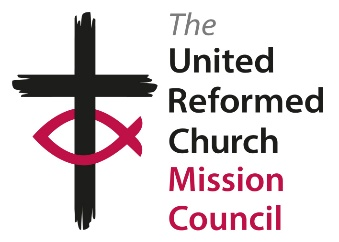 The
United
Reformed
Church
Mission
Council